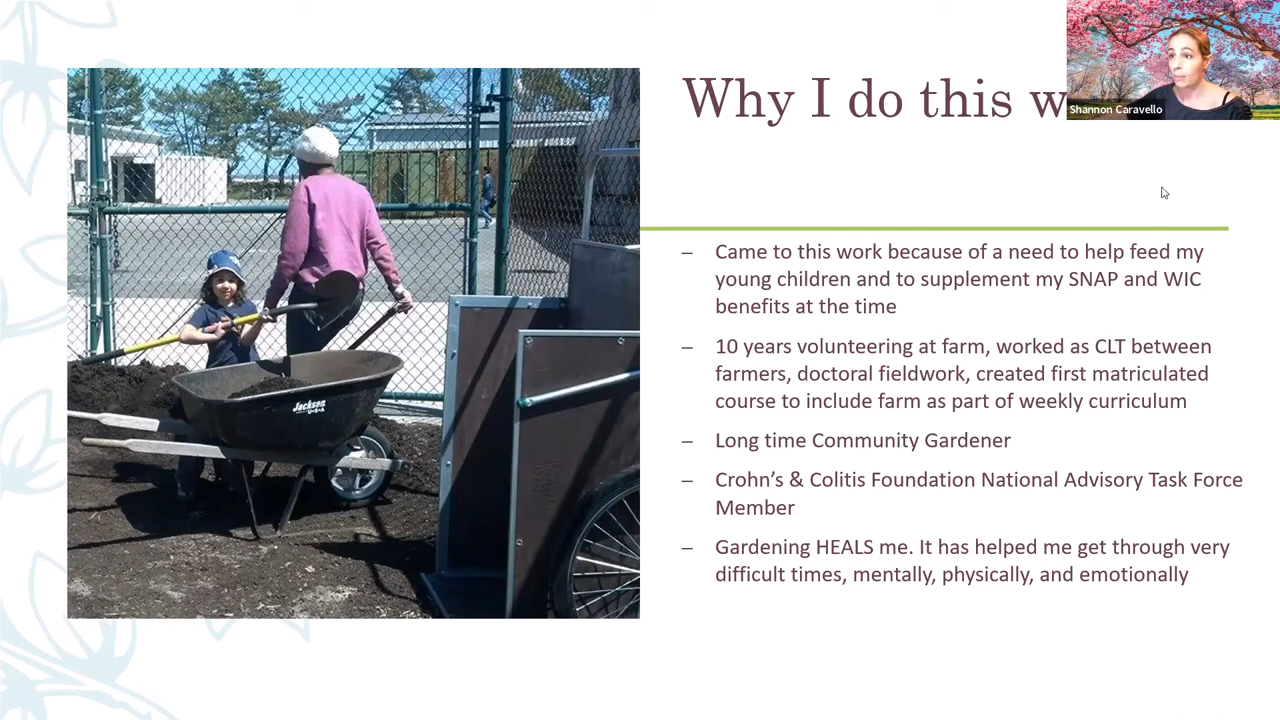 Why I do this w
Shannon Caravello
– Came to this work because of a need to help feed my
young children and to supplement my SNAP and WIC
benefits at the time
– 10 years volunteering at farm, worked as CLT between
farmers, doctoral fieldwork, created first matriculated
course to include farm as part of weekly curriculum
– Long time Community Gardener
– Crohn’s & Colitis Foundation National Advisory Task Force
Member
– Gardening HEALS me. It has helped me get through very
difficult times, mentally, physically, and emotionally
Jackson
U•S•A